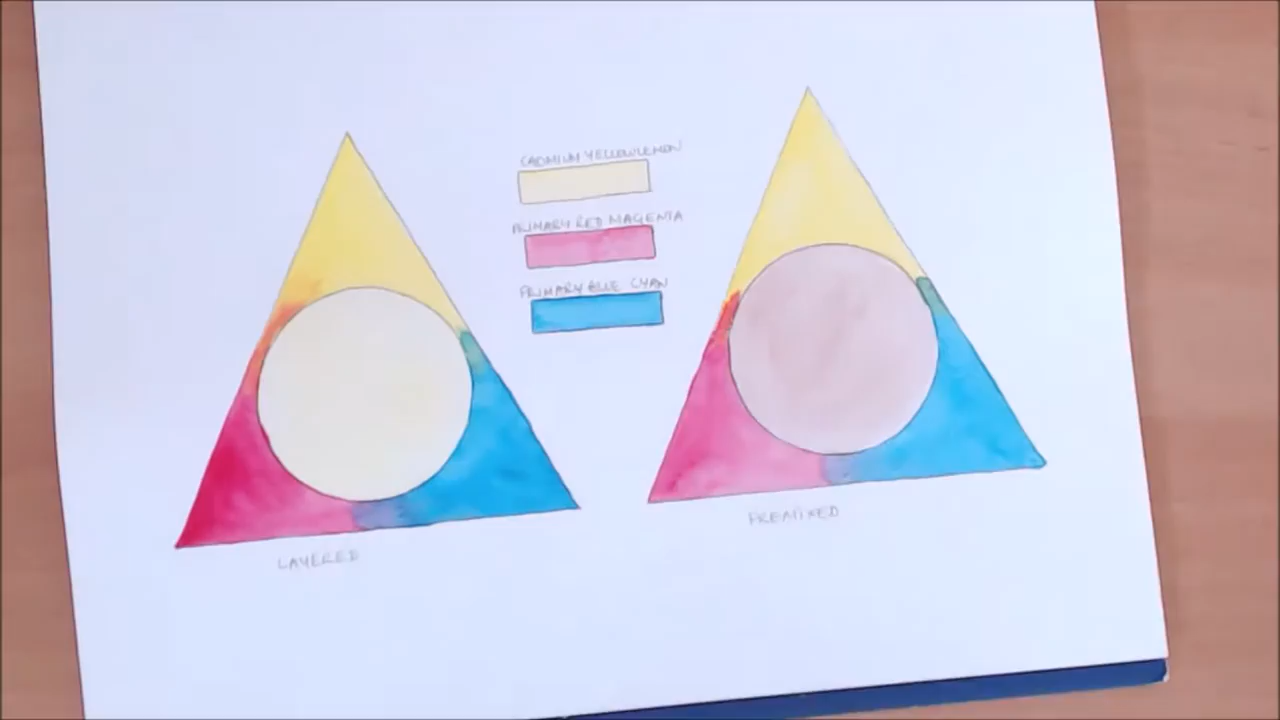 CADMIUM YELLOW LEMON
PRIMARY RED MAGENTA
PRIMARY BLUE CYAN
PREMIXED
LAYERED